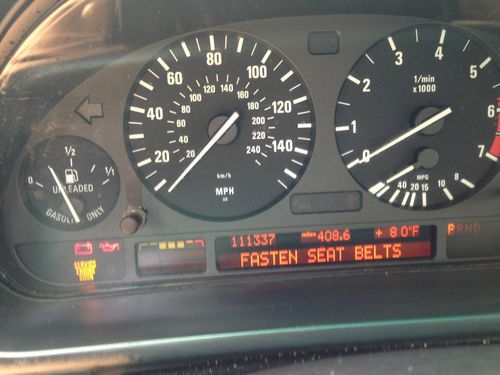 20 40 60 80 100 120 140
20 40 60 80 100 120 140 160 180 200 220 240
km/h
MPH
1 2 3 4 5 6 7
0
1/min
x1000
MPG
40 20 15 10 8
0 1/2 1/1
UNLEADED
GASOLINE ONLY
SERVICE
ENGINE
SOON
111337 miles 408.6 + 80°F PRND
FASTEN SEAT BELTS